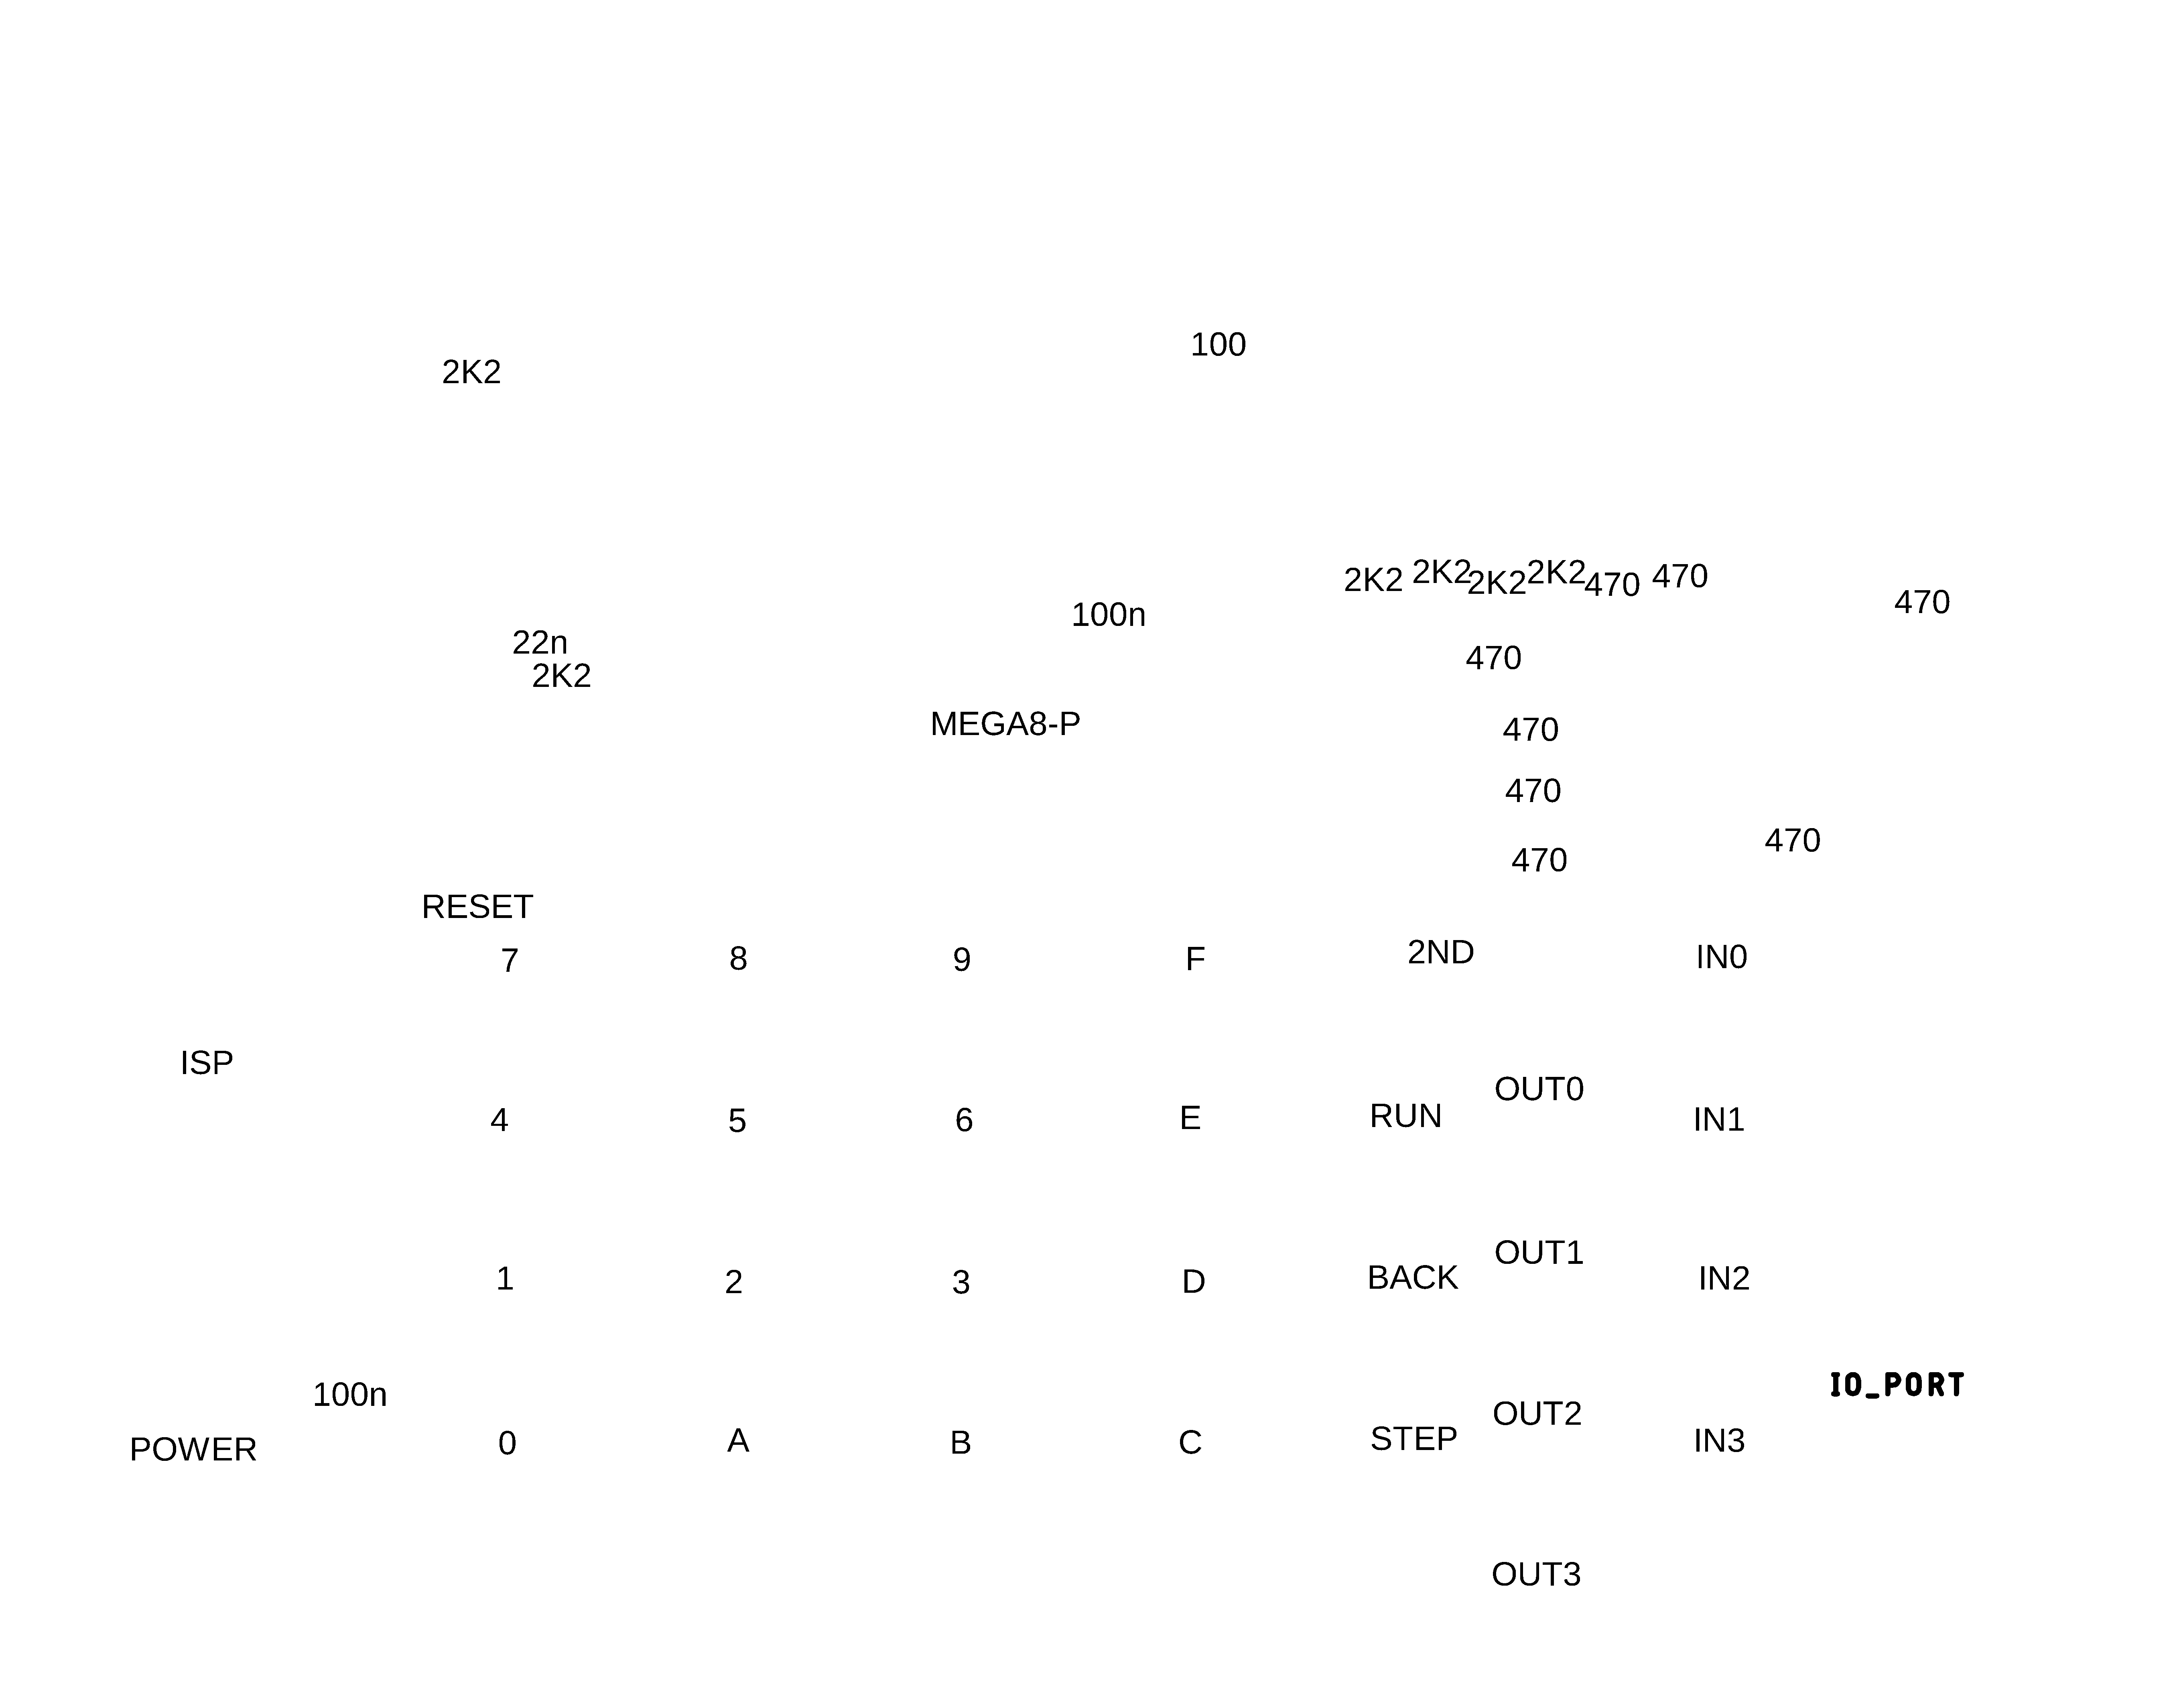 100
2K2
2K2 2K2 2K2 2K2 470 470
470
100n
22n
470
2K2
MEGA8-P
470
470
470
470
RESET
7 8 9 F 2ND IN0
ISP
OUT0
4 5 6 E RUN IN1
OUT1
1 2 3 D BACK IN2
IO_PORT
100n
OUT2
POWER 0 A B C STEP IN3
OUT3